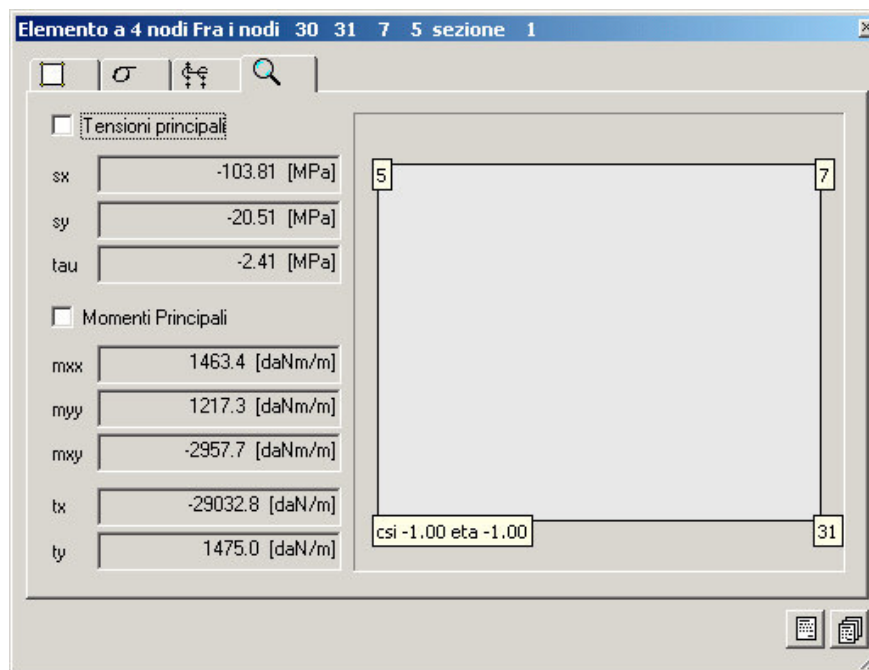 Elemento a 4 nodi Fra i nodi 30 31 7 5 sezione 1
σ
Tensioni principali
sx -103.81 [MPa]
sy -20.51 [MPa]
tau -2.41 [MPa]
Momenti Principali
mxx 1463.4 [daNm/m]
myy 1217.3 [daNm/m]
mxy -2957.7 [daNm/m]
tx -29032.8 [daN/m]
ty 1475.0 [daN/m]
5 7
csi -1.00 eta -1.00 31